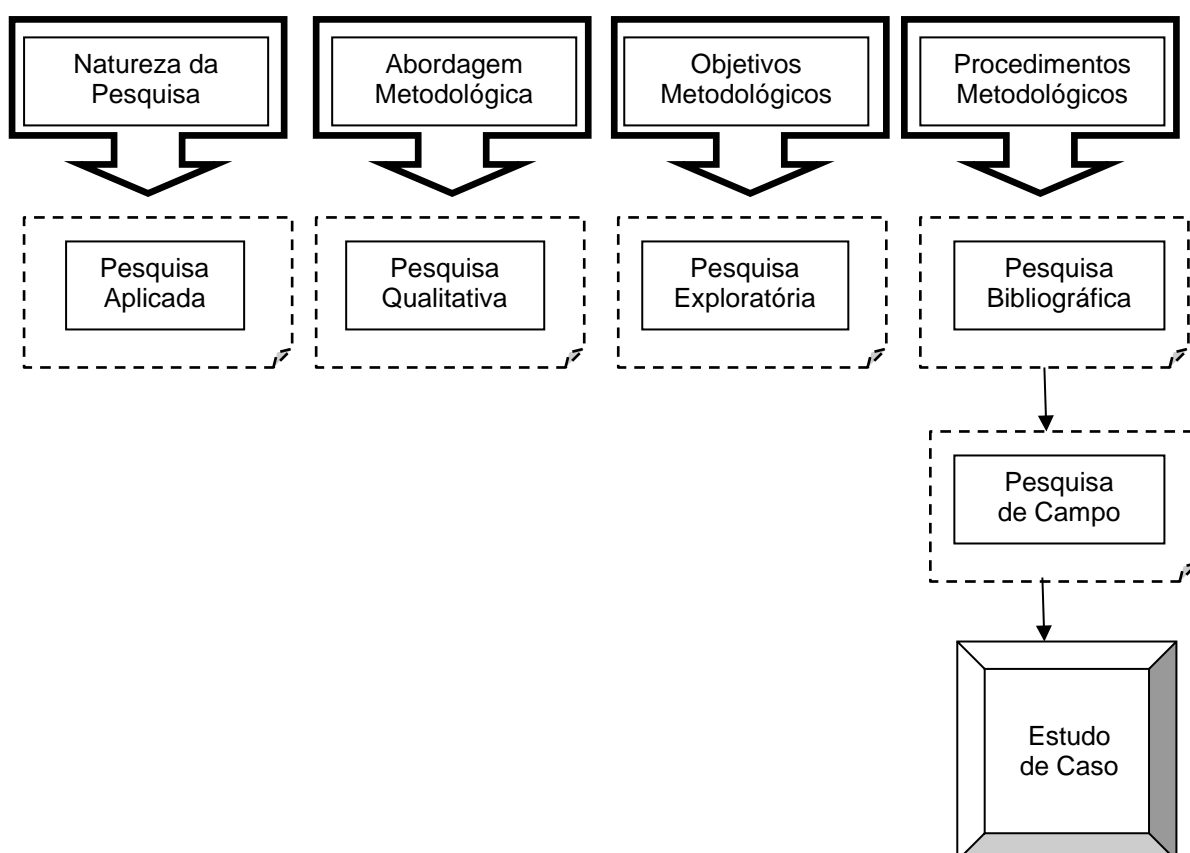 Natureza da
Pesquisa
Abordagem
Metodológica
Objetivos
Metodológicos
Procedimentos
Metodológicos
Pesquisa
Aplicada
Pesquisa
Qualitativa
Pesquisa
Exploratória
Pesquisa
Bibliográfica
Pesquisa
de Campo
Estudo
de Caso